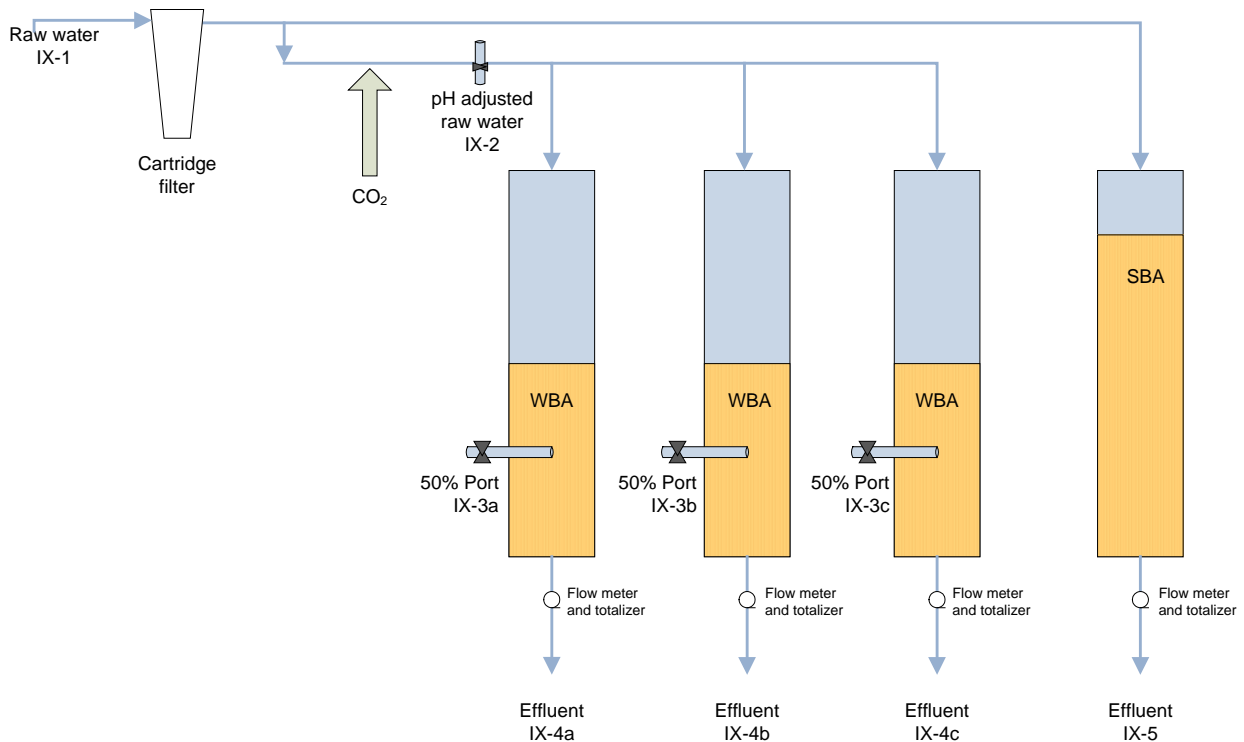 Raw water
IX-1
Cartridge
filter
CO₂
pH adjusted
raw water
IX-2
WBA
WBA
WBA
SBA
50% Port
IX-3a
50% Port
IX-3b
50% Port
IX-3c
Flow meter
and totalizer
Flow meter
and totalizer
Flow meter
and totalizer
Flow meter
and totalizer
Effluent
IX-4a
Effluent
IX-4b
Effluent
IX-4c
Effluent
IX-5